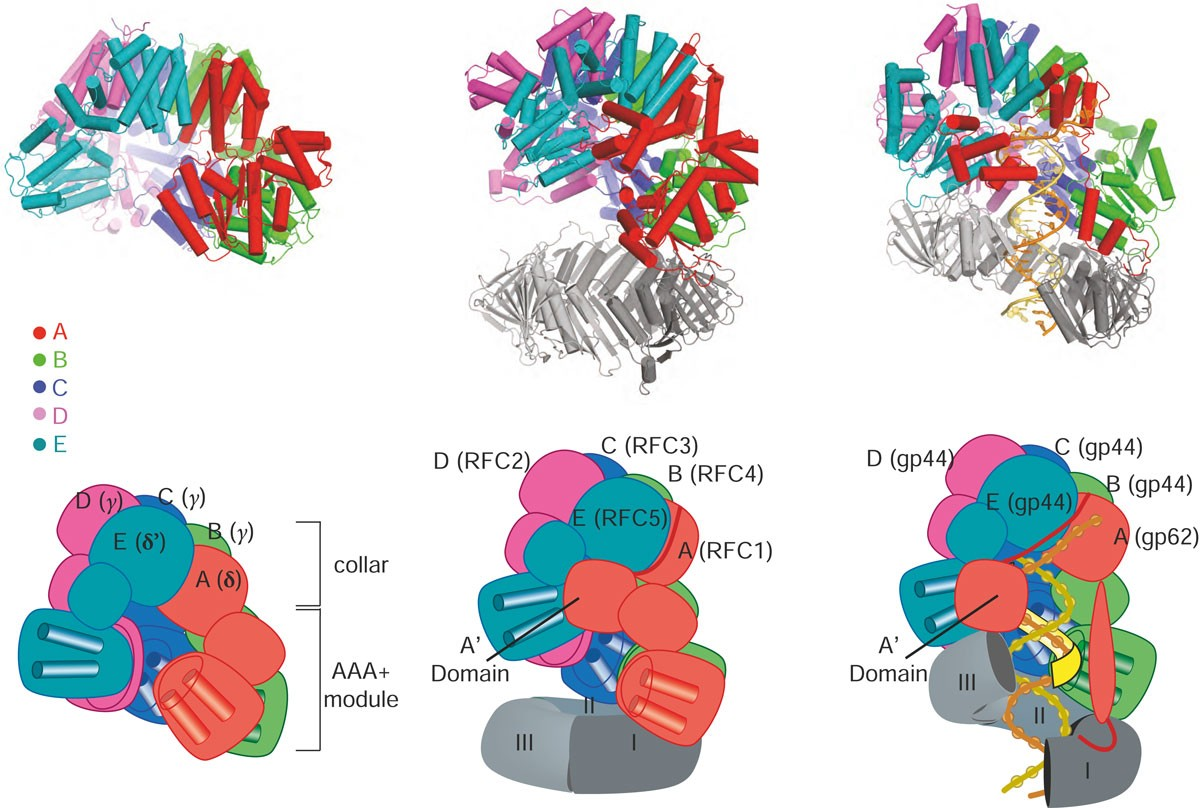 A
B
C
D
E
D (γ)
C (γ)
B (γ)
E (δ')
A (δ)
collar
AAA+
module
D (RFC2)
C (RFC3)
B (RFC4)
E (RFC5)
A (RFC1)
A'
Domain
II
III
I
D (gp44)
C (gp44)
B (gp44)
E (gp44)
A (gp62)
A'
Domain
III
II
I